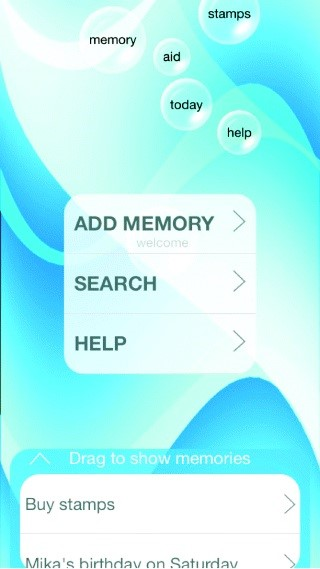 stamps
memory
aid
today
help
ADD MEMORY
welcome
SEARCH
HELP
Drag to show memories
Buy stamps
Mika's birthday on Saturday